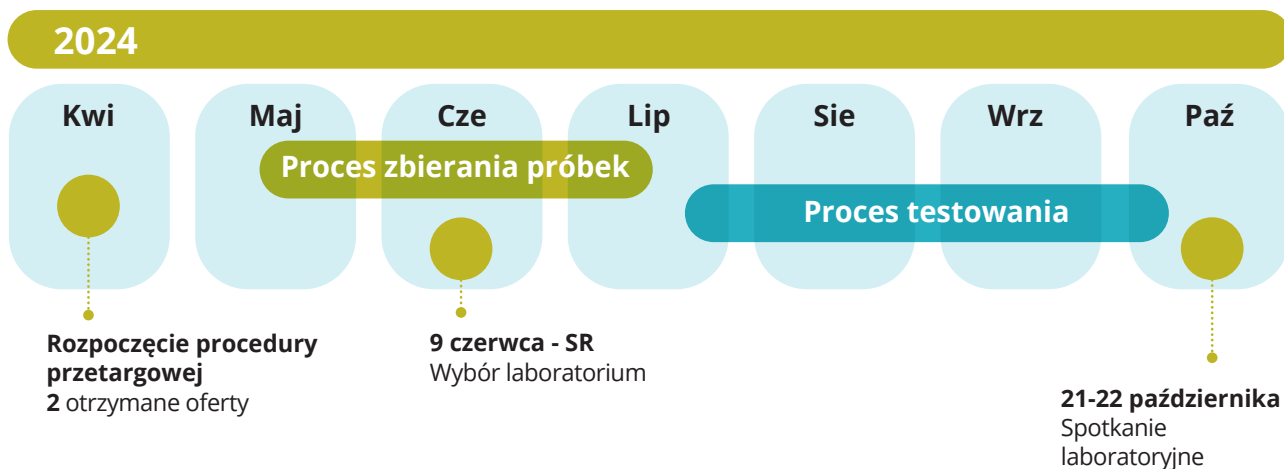 2024
Kwi
Maj
Cze
Lip
Sie
Wrz
Paź
Proces zbierania próbek
Proces testowania
Rozpoczęcie procedury
przetargowej
2 otrzymane oferty
9 czerwca - SR
Wybór laboratorium
21-22 października
Spotkanie
laboratoryjne